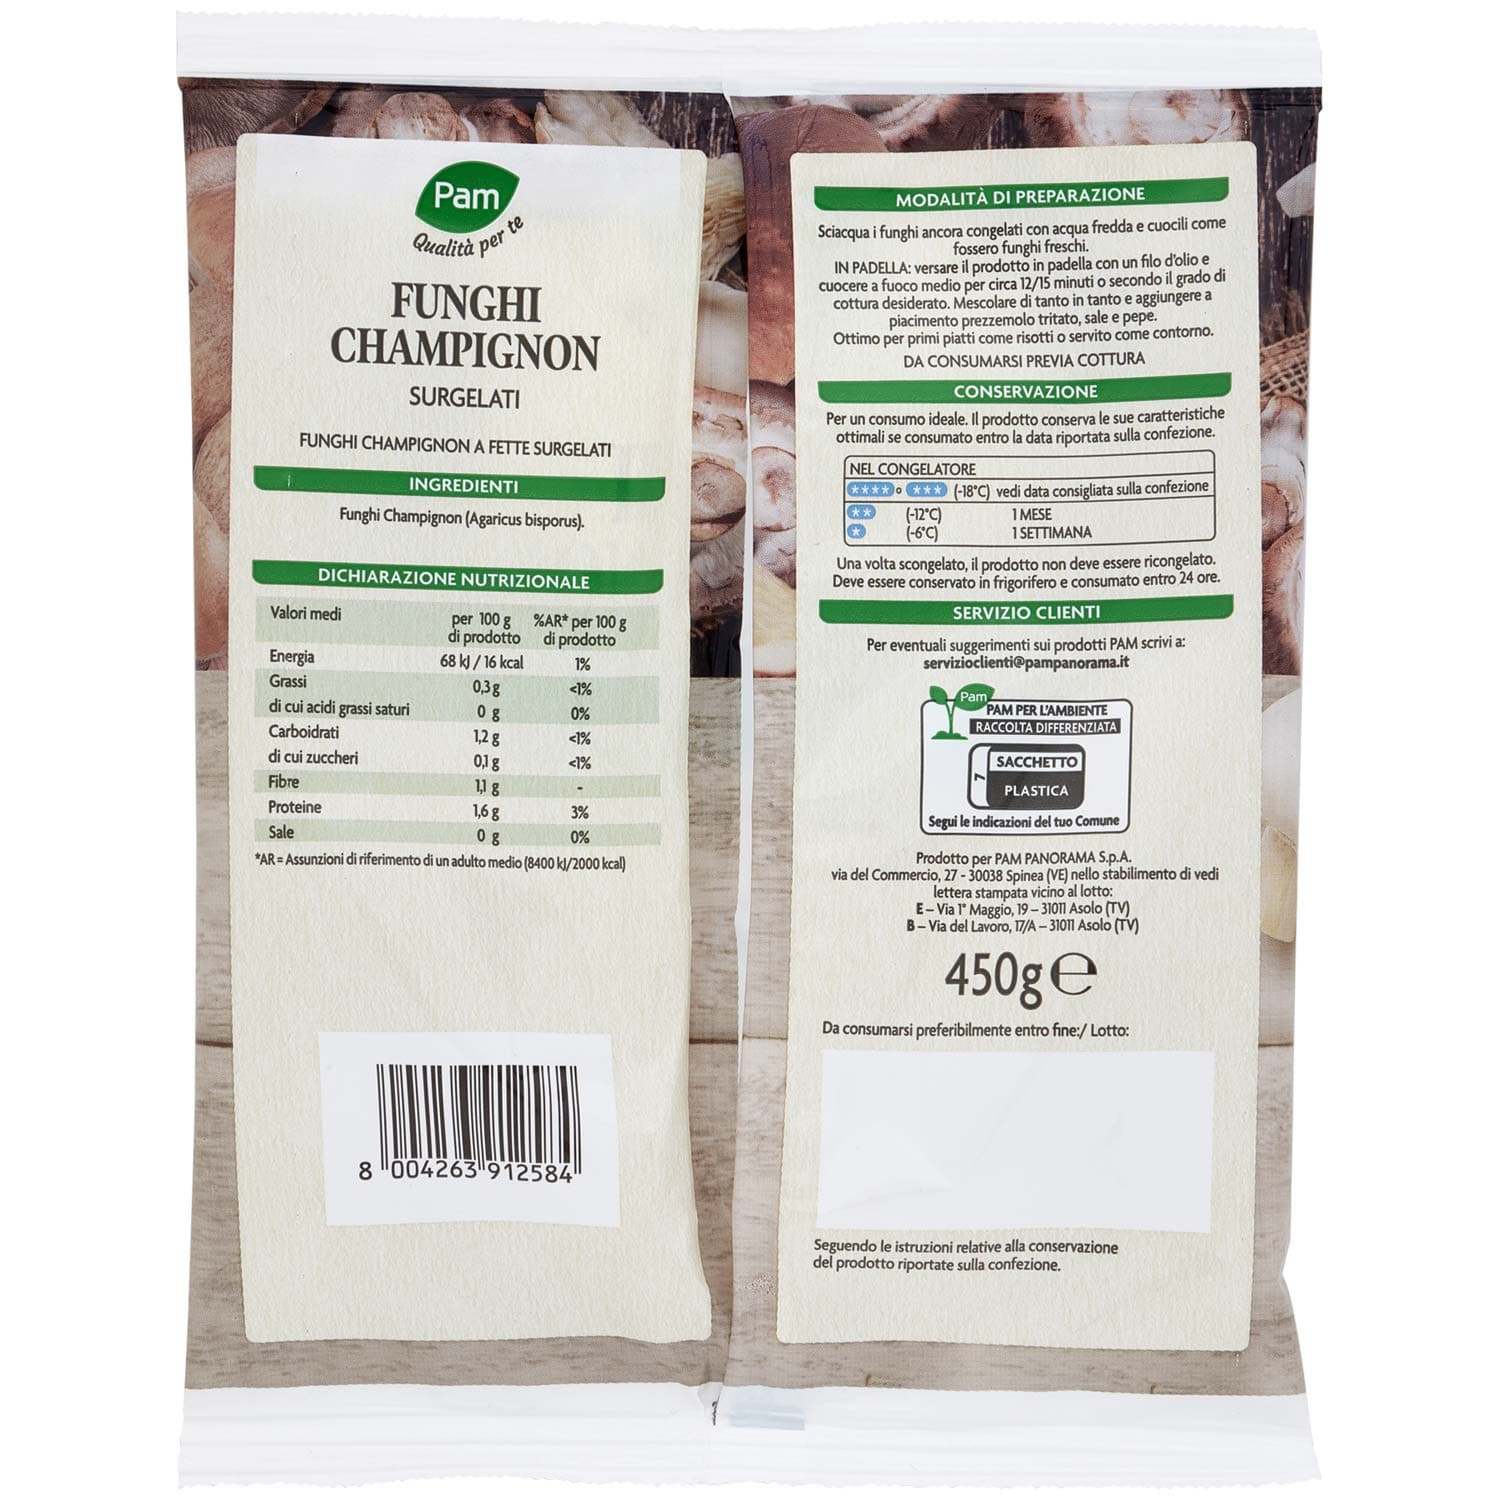 Pam
Qualità per te
FUNGHI
CHAMPIGNON
SURGELATI
FUNGHI CHAMPIGNON A FETTE SURGELATI
INGREDIENTI
Funghi Champignon (Agaricus bisporus).
DICHIARAZIONE NUTRIZIONALE
Valori medi per 100 g %AR* per 100 g
di prodotto di prodotto
Energia 68 kJ / 16 kcal 1%
Grassi 0,3 g <1%
di cui acidi grassi saturi 0 g 0%
Carboidrati 1,2 g <1%
di cui zuccheri 0,1 g <1%
Fibre 1,1 g -
Proteine 1,6 g 3%
Sale 0 g 0%
*AR = Assunzioni di riferimento di un adulto medio (8400 kJ/2000 kcal)
8 004263 912584
MODALITÀ DI PREPARAZIONE
Sciacqua i funghi ancora congelati con acqua fredda e cuocili come
fossero funghi freschi.
IN PADELLA: versare il prodotto in padella con un filo d'olio e
cuocere a fuoco medio per circa 12/15 minuti o secondo il grado di
cottura desiderato. Mescolare di tanto in tanto e aggiungere a
piacimento prezzemolo tritato, sale e pepe.
Ottimo per primi piatti come risotti o servito come contorno.
DA CONSUMARSI PREVIA COTTURA
CONSERVAZIONE
Per un consumo ideale. Il prodotto conserva le sue caratteristiche
ottimali se consumato entro la data riportata sulla confezione.
NEL CONGELATORE
**** o *** (-18°C) vedi data consigliata sulla confezione
** (-12°C) 1 MESE
* (-6°C) 1 SETTIMANA
Una volta scongelato, il prodotto non deve essere ricongelato.
Deve essere conservato in frigorifero e consumato entro 24 ore.
SERVIZIO CLIENTI
Per eventuali suggerimenti sui prodotti PAM scrivi a:
servizioclienti@pampanorama.it
Pam
PAM PER L'AMBIENTE
RACCOLTA DIFFERENZIATA
7
SACCHETTO
PLASTICA
Segui le indicazioni del tuo Comune
Prodotto per PAM PANORAMA S.p.A.
via del Commercio, 27 - 30038 Spinea (VE) nello stabilimento di vedi
lettera stampata vicino al lotto:
E – Via 1° Maggio, 19 – 31011 Asolo (TV)
B – Via del Lavoro, 17/A – 31011 Asolo (TV)
450g e
Da consumarsi preferibilmente entro fine:/ Lotto:
Seguendo le istruzioni relative alla conservazione
del prodotto riportate sulla confezione.